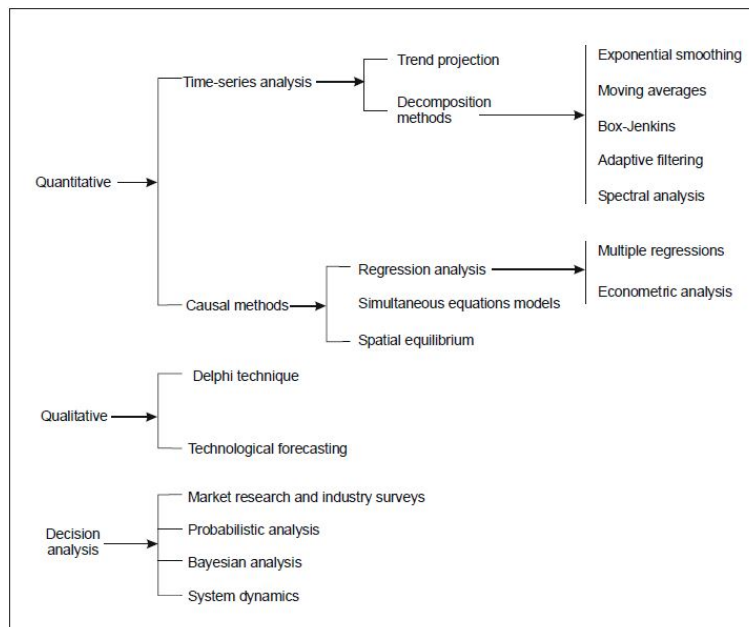 Quantitative
Time-series analysis
Trend projection
Decomposition
methods
Exponential smoothing
Moving averages
Box-Jenkins
Adaptive filtering
Spectral analysis
Causal methods
Regression analysis
Multiple regressions
Econometric analysis
Simultaneous equations models
Spatial equilibrium
Qualitative
Delphi technique
Technological forecasting
Decision
analysis
Market research and industry surveys
Probabilistic analysis
Bayesian analysis
System dynamics